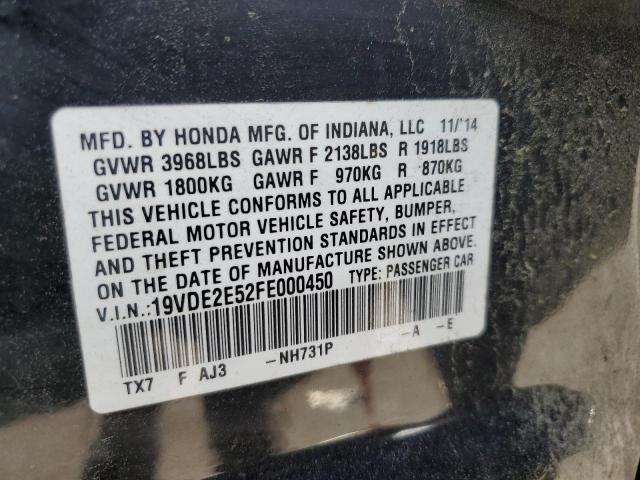 MFD. BY HONDA MFG. OF INDIANA, LLC 11/'14
GVWR 3968LBS GAWR F 2138LBS R 1918LBS
GVWR 1800KG GAWR F 970KG R 870KG
THIS VEHICLE CONFORMS TO ALL APPLICABLE
FEDERAL MOTOR VEHICLE SAFETY, BUMPER,
AND THEFT PREVENTION STANDARDS IN EFFECT
ON THE DATE OF MANUFACTURE SHOWN ABOVE.
V.I.N.:19VDE2E52FE000450 TYPE: PASSENGER CAR
TX7 F AJ3 -NH731P -A -E